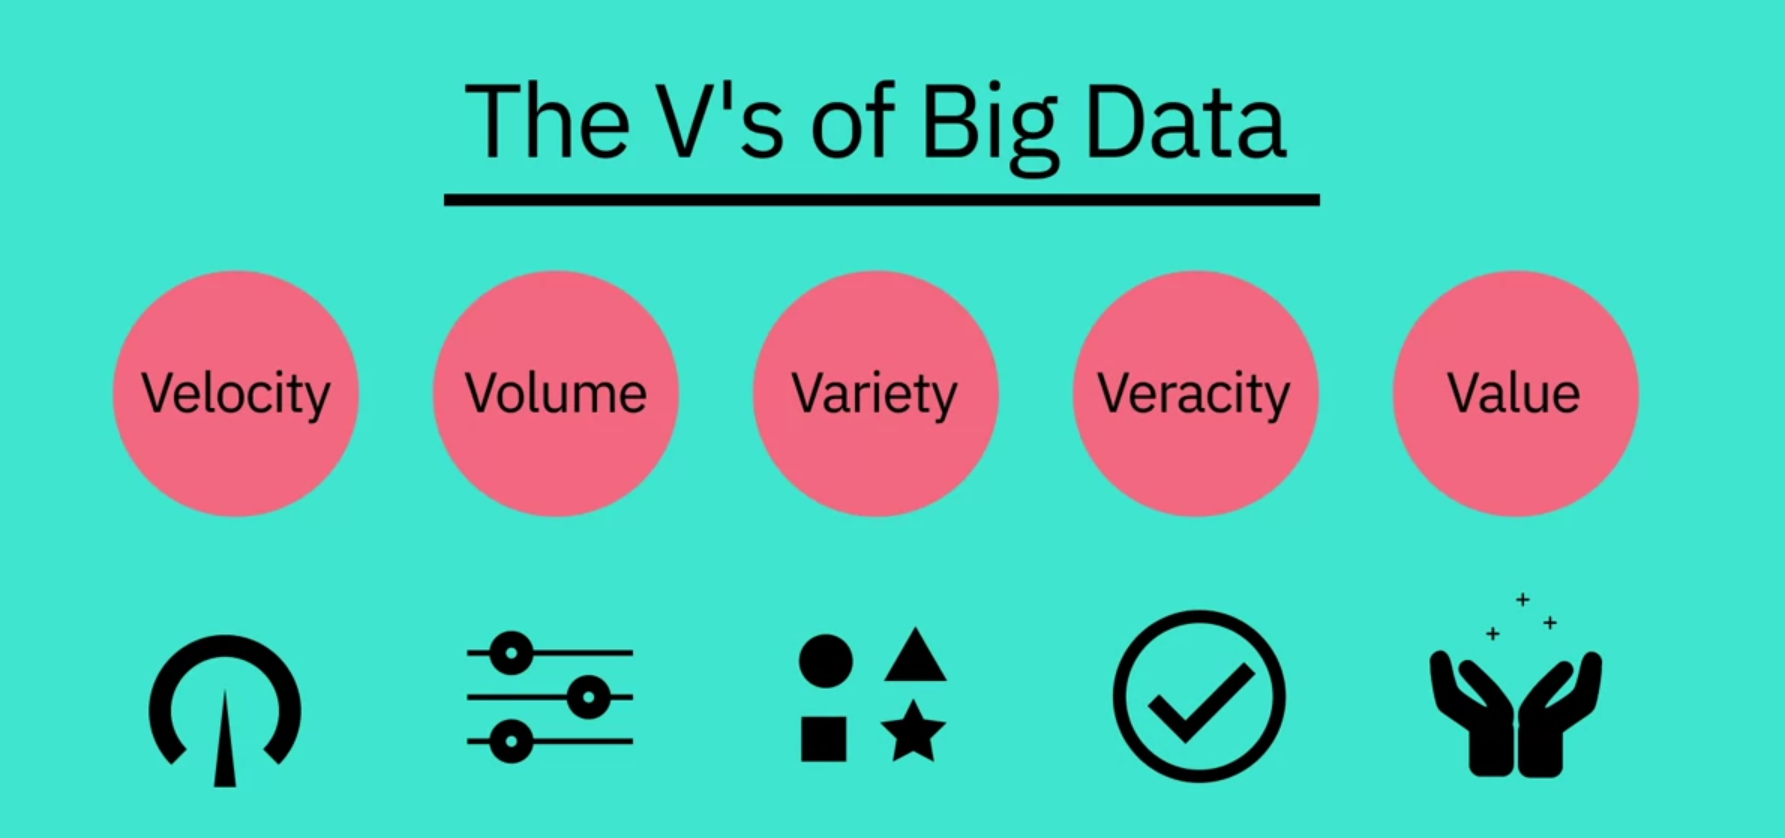 The V's of Big Data
Velocity
Volume
Variety
Veracity
Value